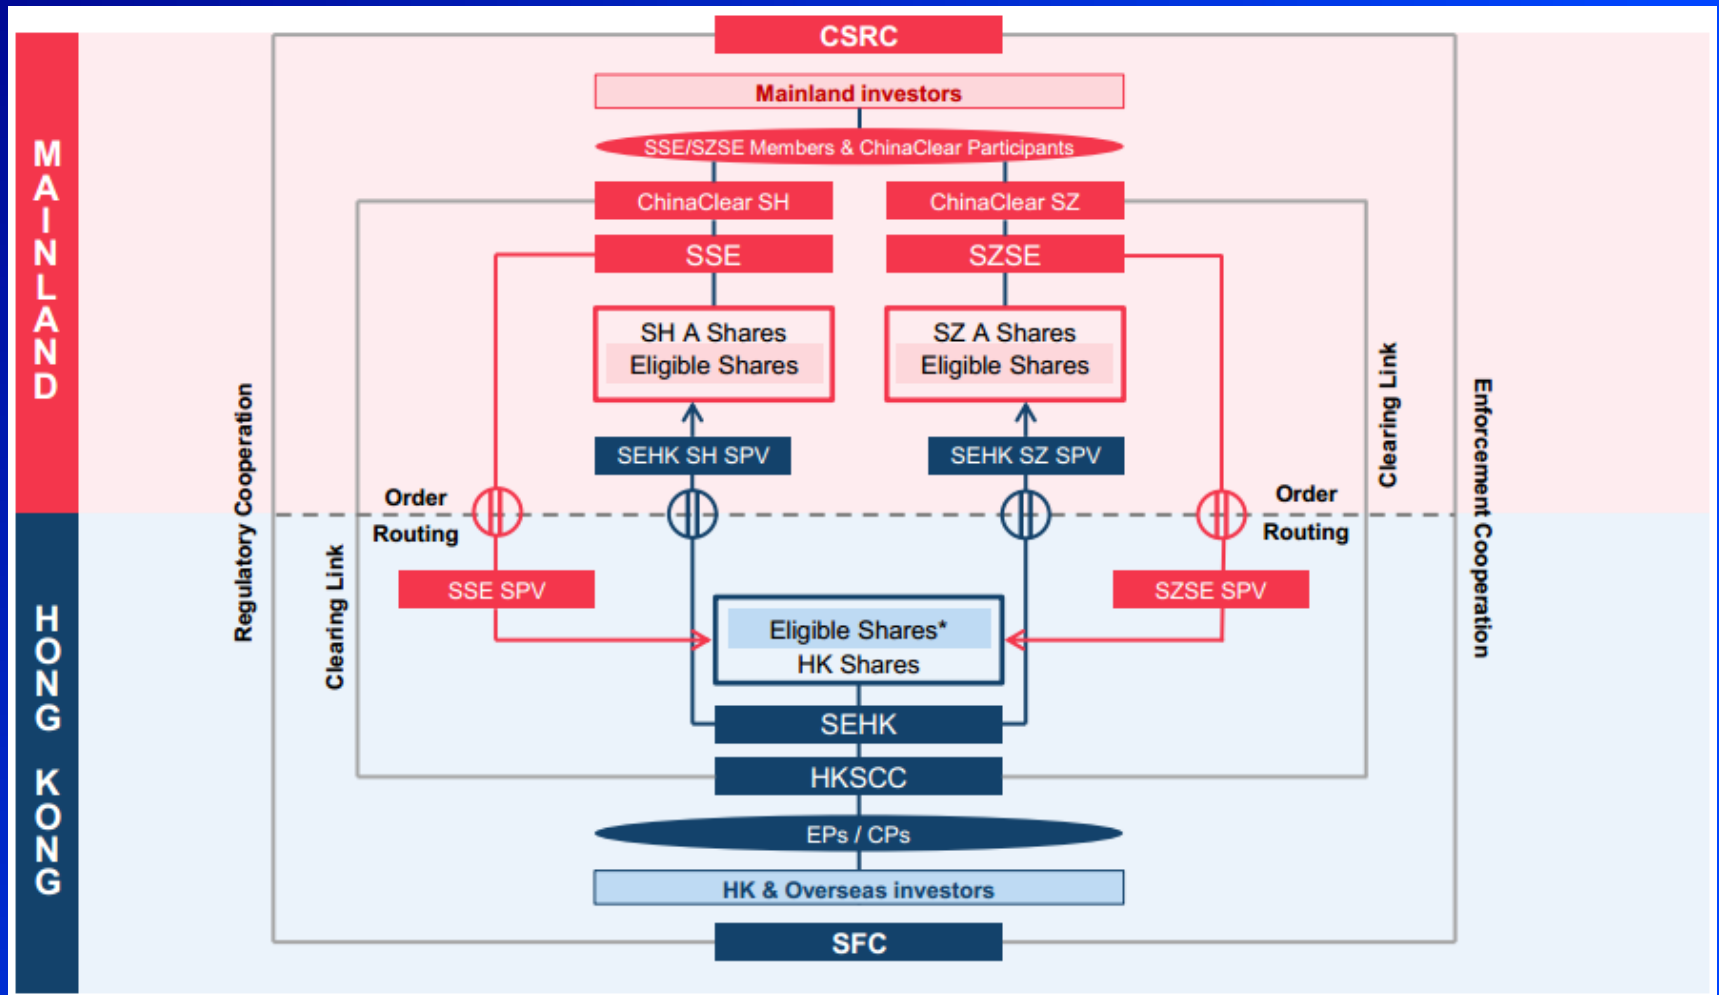 CSRC
Mainland investors
SSE/SZSE Members & ChinaClear Participants
MAINLAND
ChinaClear SH
ChinaClear SZ
SSE
SZSE
SH A Shares
Eligible Shares
SZ A Shares
Eligible Shares
SEHK SH SPV
SEHK SZ SPV
Regulatory Cooperation
Clearing Link
Order
Routing
Order
Routing
Clearing Link
Enforcement Cooperation
SSE SPV
SZSE SPV
HONG KONG
Eligible Shares*
HK Shares
SEHK
HKSCC
EPs / CPs
HK & Overseas investors
SFC